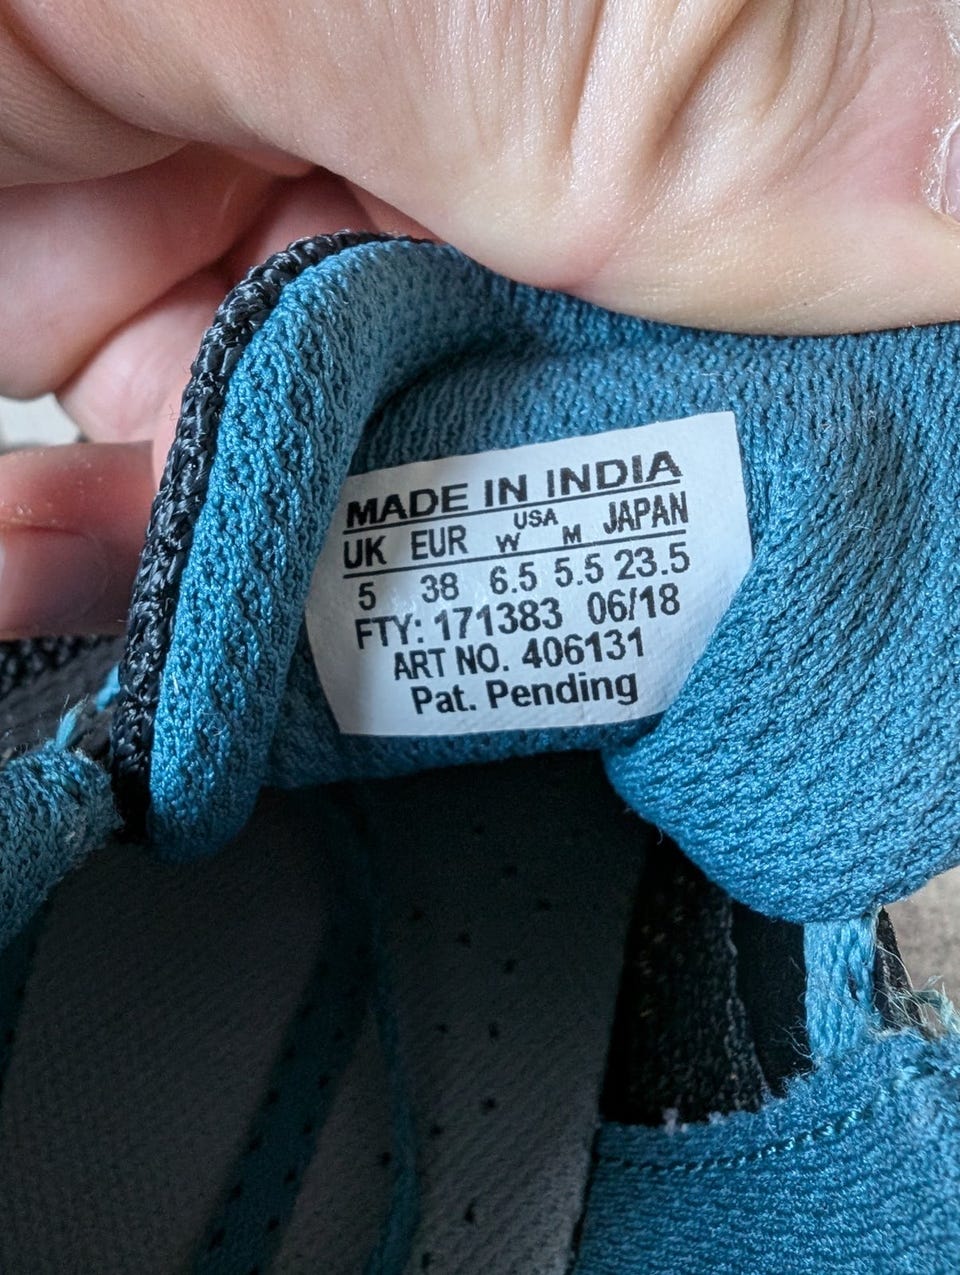 MADE IN INDIA
UK EUR USA W M JAPAN
5 38 6.5 5.5 23.5
FTY: 171383 06/18
ART NO. 406131
Pat. Pending